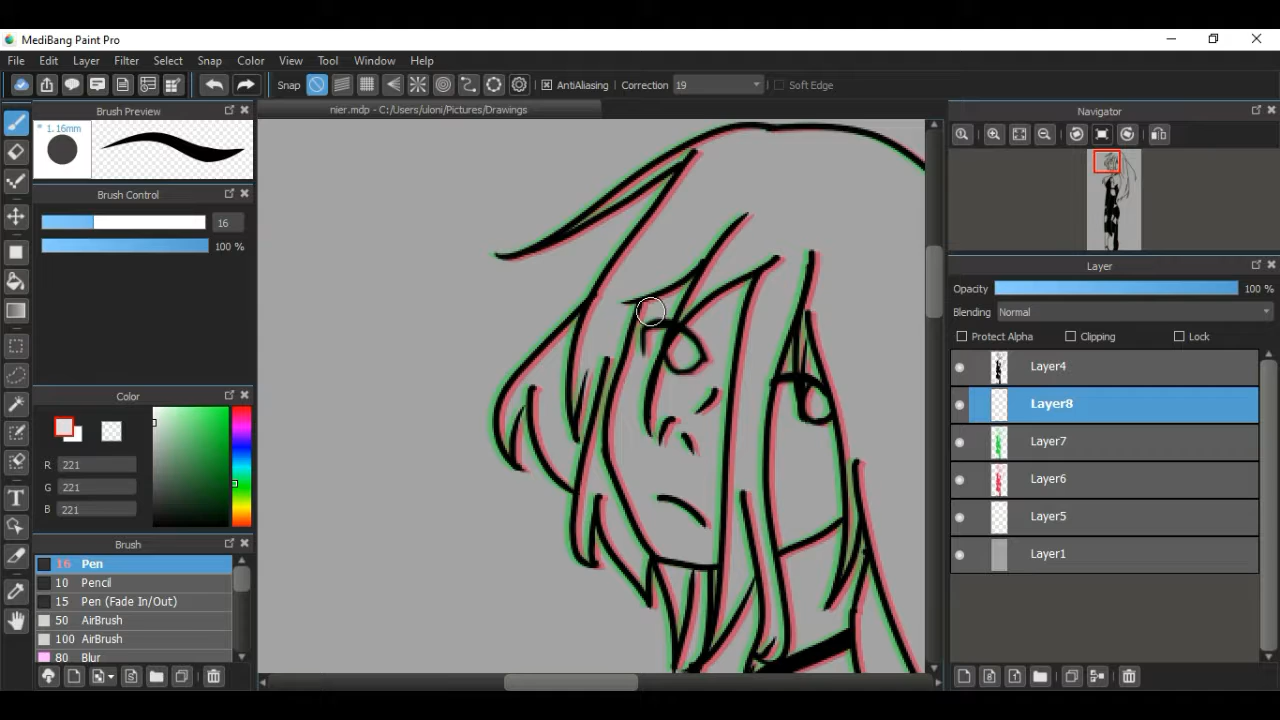 MediBang Paint Pro
File Edit Layer Filter Select Snap Color View Tool Window Help
Snap AntiAliasing Correction 19 Soft Edge
Brush Preview
nier.mdp - C:/Users/uloni/Pictures/Drawings
Navigator
* 1.16mm
Brush Control
16
100 %
Layer
Opacity 100 %
Blending Normal
Protect Alpha Clipping Lock
Layer4
Layer8
Layer7
Layer6
Layer5
Layer1
Color
R 221
G 221
B 221
Brush
16 Pen
10 Pencil
15 Pen (Fade In/Out)
50 AirBrush
100 AirBrush
80 Blur